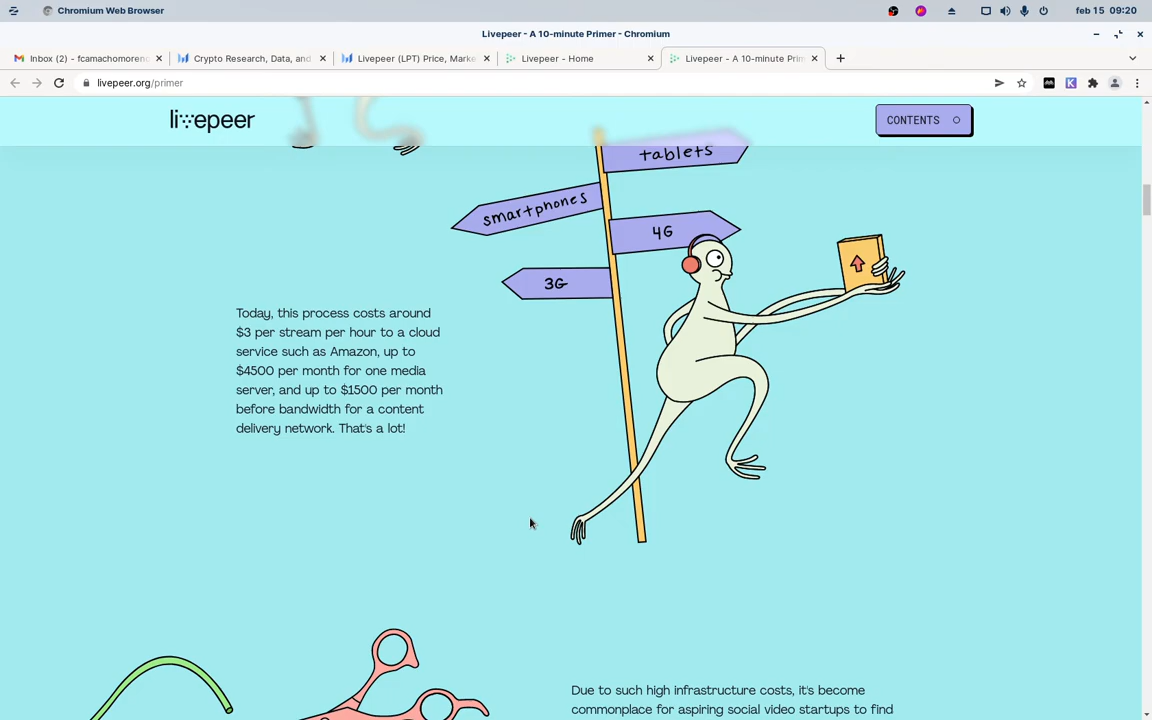 Chromium Web Browser
feb 15 09:20
Livepeer - A 10-minute Primer - Chromium
Inbox (2) - fcamachomoreno
Crypto Research, Data, and
Livepeer (LPT) Price, Marke
Livepeer - Home
Livepeer - A 10-minute Prim
livepeer.org/primer
livepeer
CONTENTS
tablets
smartphones
4G
3G
Today, this process costs around
$3 per stream per hour to a cloud
service such as Amazon, up to
$4500 per month for one media
server, and up to $1500 per month
before bandwidth for a content
delivery network. That's a lot!
Due to such high infrastructure costs, it's become
commonplace for aspiring social video startups to find